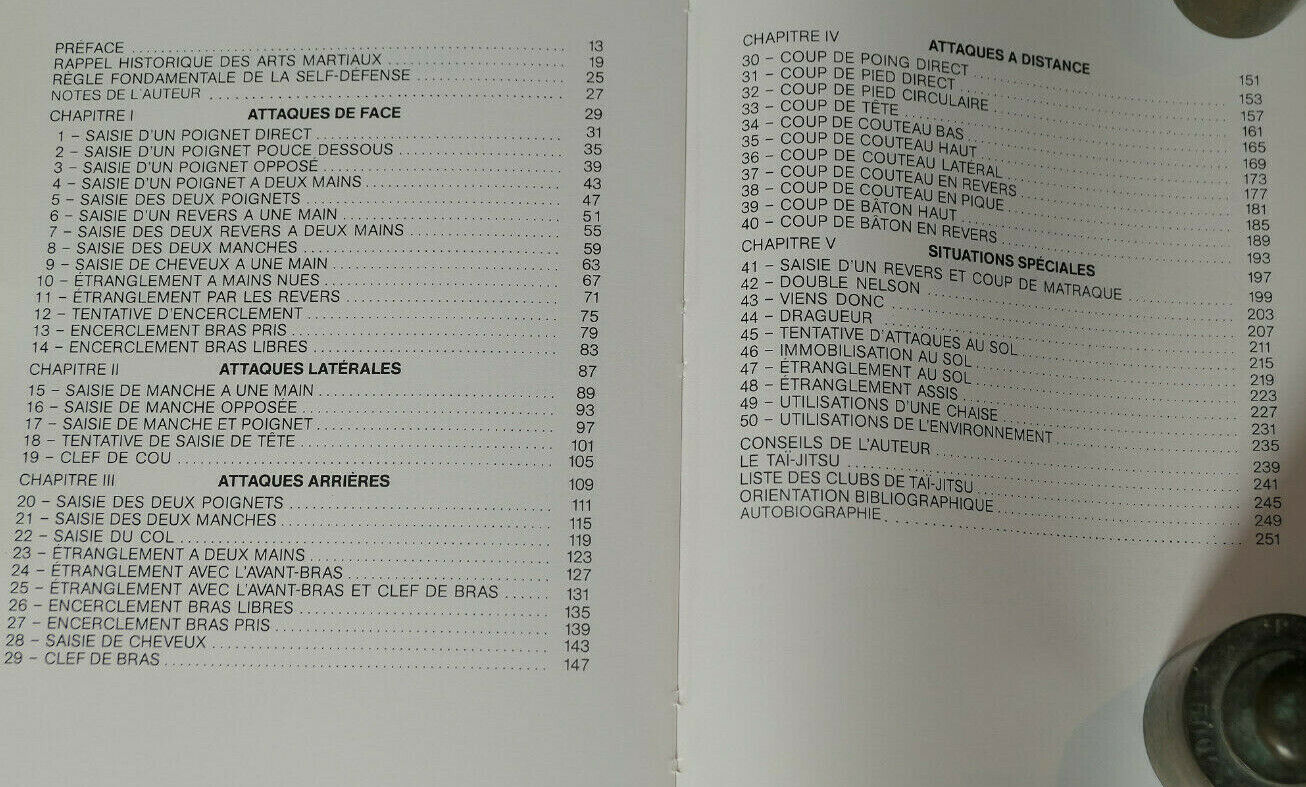 PRÉFACE 13
RAPPEL HISTORIQUE DES ARTS MARTIAUX 19
RÈGLE FONDAMENTALE DE LA SELF-DÉFENSE 25
NOTES DE L'AUTEUR 27
CHAPITRE I ATTAQUES DE FACE 29
1 – SAISIE D'UN POIGNET DIRECT 31
2 – SAISIE D'UN POIGNET POUCE DESSOUS 35
3 – SAISIE D'UN POIGNET OPPOSÉ 39
4 – SAISIE D'UN POIGNET A DEUX MAINS 43
5 – SAISIE DES DEUX POIGNETS 47
6 – SAISIE D'UN REVERS A UNE MAIN 51
7 – SAISIE DES DEUX REVERS A DEUX MAINS 55
8 – SAISIE DES DEUX MANCHES 59
9 – SAISIE DE CHEVEUX A UNE MAIN 63
10 – ÉTRANGLEMENT A MAINS NUES 67
11 – ÉTRANGLEMENT PAR LES REVERS 71
12 – TENTATIVE D'ENCERCLEMENT 75
13 – ENCERCLEMENT BRAS PRIS 79
14 – ENCERCLEMENT BRAS LIBRES 83
CHAPITRE II ATTAQUES LATÉRALES 87
15 – SAISIE DE MANCHE A UNE MAIN 89
16 – SAISIE DE MANCHE OPPOSÉE 93
17 – SAISIE DE MANCHE ET POIGNET 97
18 – TENTATIVE DE SAISIE DE TÊTE 101
19 – CLEF DE COU 105
CHAPITRE III ATTAQUES ARRIÈRES 109
20 – SAISIE DES DEUX POIGNETS 111
21 – SAISIE DES DEUX MANCHES 115
22 – SAISIE DU COL 119
23 – ÉTRANGLEMENT A DEUX MAINS 123
24 – ÉTRANGLEMENT AVEC L'AVANT-BRAS 127
25 – ÉTRANGLEMENT AVEC L'AVANT-BRAS ET CLEF DE BRAS 131
26 – ENCERCLEMENT BRAS LIBRES 135
27 – ENCERCLEMENT BRAS PRIS 139
28 – SAISIE DE CHEVEUX 143
29 – CLEF DE BRAS 147
CHAPITRE IV ATTAQUES A DISTANCE 151
30 – COUP DE POING DIRECT 153
31 – COUP DE PIED DIRECT 157
32 – COUP DE PIED CIRCULAIRE 161
33 – COUP DE TÊTE 165
34 – COUP DE COUTEAU BAS 169
35 – COUP DE COUTEAU HAUT 173
36 – COUP DE COUTEAU LATÉRAL 177
37 – COUP DE COUTEAU EN REVERS 181
38 – COUP DE COUTEAU EN PIQUE 185
39 – COUP DE BÂTON HAUT 189
40 – COUP DE BÂTON EN REVERS 193
CHAPITRE V SITUATIONS SPÉCIALES 197
41 – SAISIE D'UN REVERS ET COUP DE MATRAQUE 199
42 – DOUBLE NELSON 203
43 – VIENS DONC 207
44 – DRAGUEUR 211
45 – TENTATIVE D'ATTAQUES AU SOL 215
46 – IMMOBILISATION AU SOL 219
47 – ÉTRANGLEMENT AU SOL 223
48 – ÉTRANGLEMENT ASSIS 227
49 – UTILISATIONS D'UNE CHAISE 231
50 – UTILISATIONS DE L'ENVIRONNEMENT 235
CONSEILS DE L'AUTEUR 239
LE TAÏ-JITSU 241
LISTE DES CLUBS DE TAÏ-JITSU 245
ORIENTATION BIBLIOGRAPHIQUE 249
AUTOBIOGRAPHIE 251